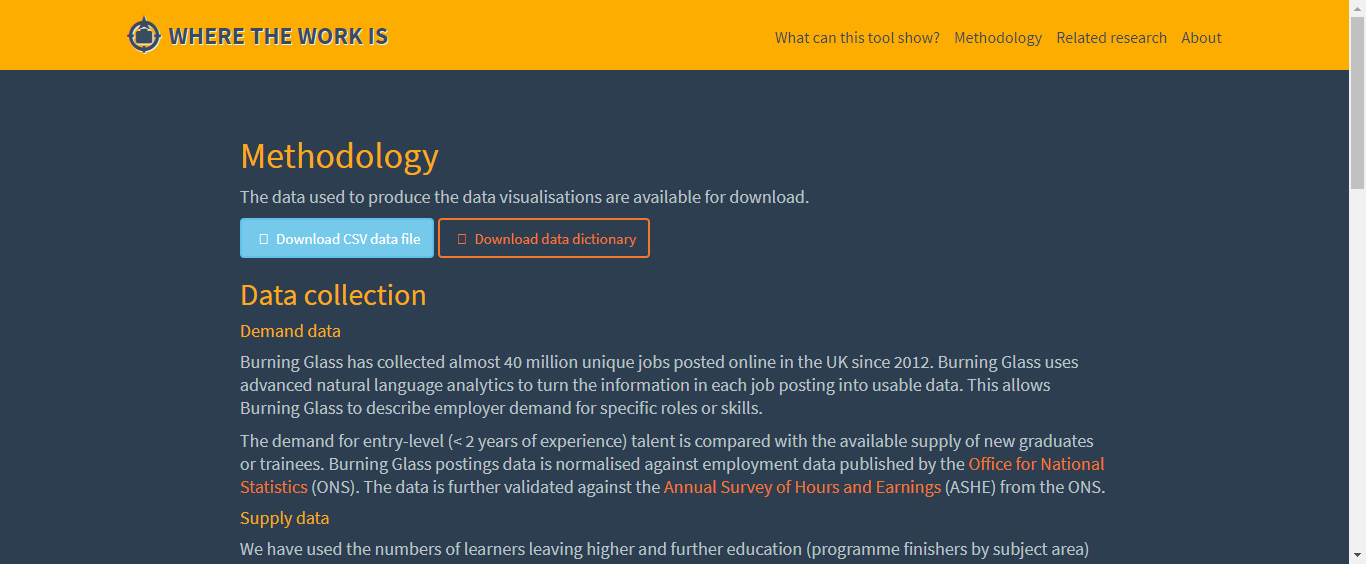 WHERE THE WORK IS
What can this tool show? Methodology Related research About
Methodology
The data used to produce the data visualisations are available for download.
Download CSV data file Download data dictionary
Data collection
Demand data
Burning Glass has collected almost 40 million unique jobs posted online in the UK since 2012. Burning Glass uses
advanced natural language analytics to turn the information in each job posting into usable data. This allows
Burning Glass to describe employer demand for specific roles or skills.
The demand for entry-level (< 2 years of experience) talent is compared with the available supply of new graduates
or trainees. Burning Glass postings data is normalised against employment data published by the Office for National
Statistics (ONS). The data is further validated against the Annual Survey of Hours and Earnings (ASHE) from the ONS.
Supply data
We have used the numbers of learners leaving higher and further education (programme finishers by subject area)